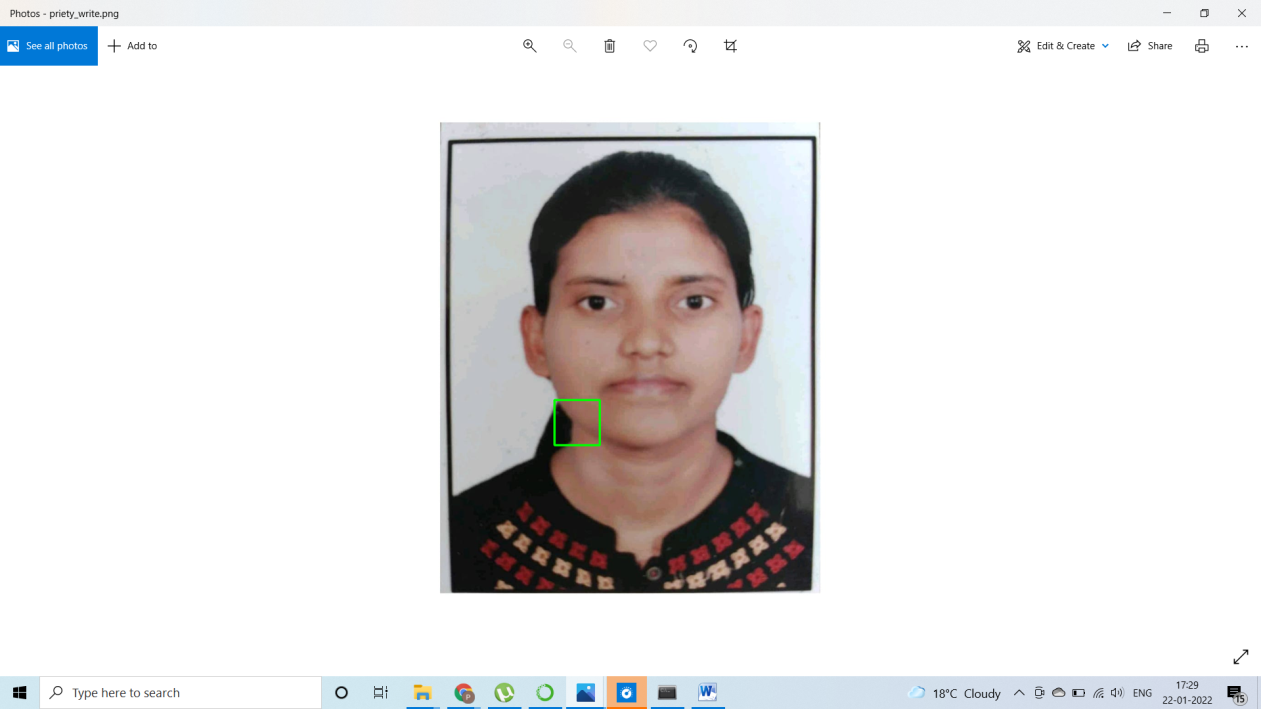 Photos - priety_write.png
See all photos
Add to
Edit & Create
Share
Type here to search
18°C Cloudy
ENG
17:29
22-01-2022
15